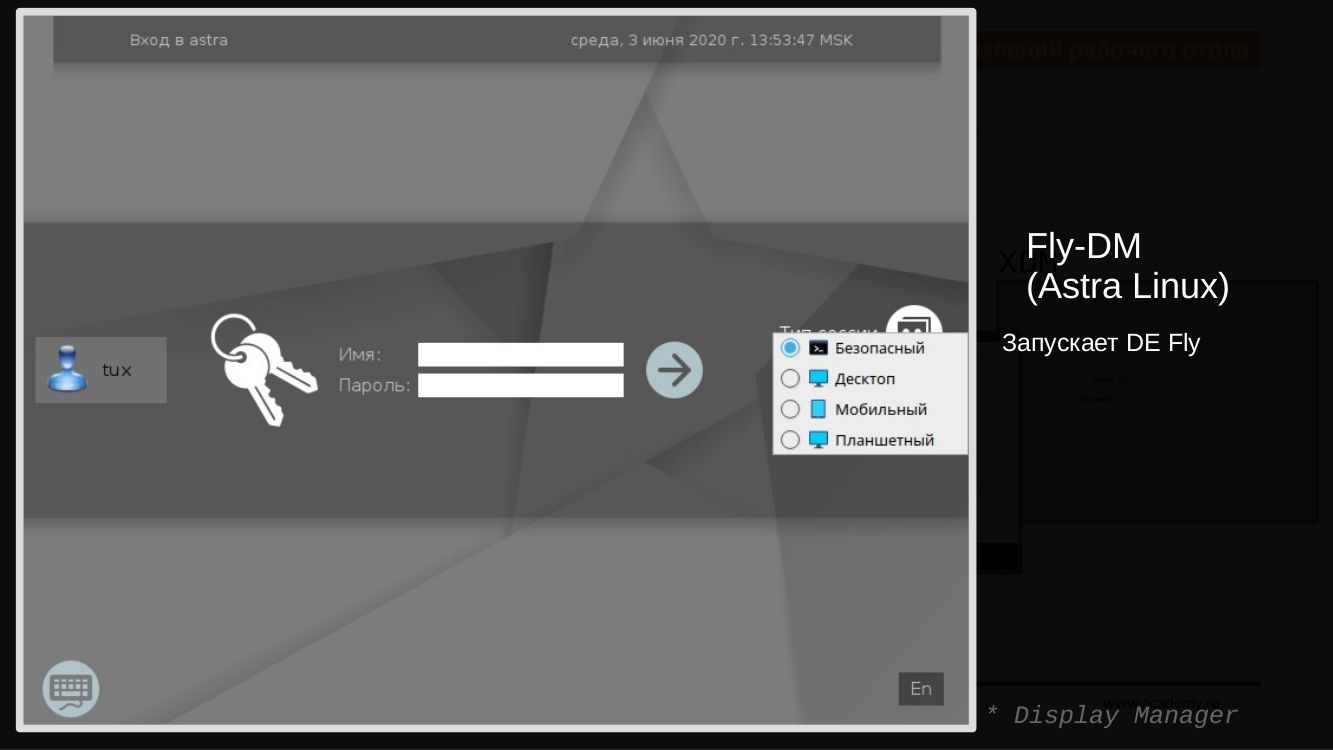 Вход в astra
среда, 3 июня 2020 г. 13:53:47 MSK
млений рабочего стола
XDM
Fly-DM
(Astra Linux)
Запускает DE Fly
tux
Имя:
Пароль:
Тип сессии
Безопасный
Десктоп
Мобильный
Планшетный
En
* Display Manager